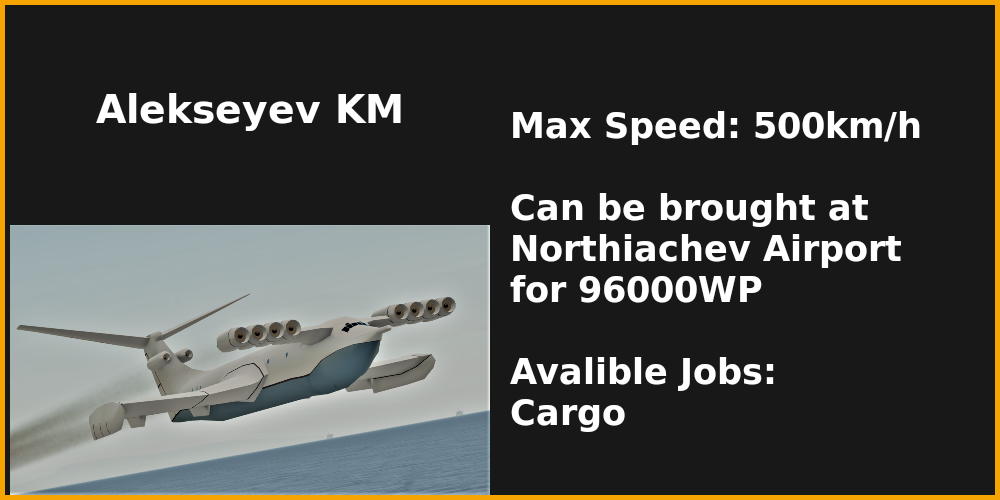 Alekseyev KM
Max Speed: 500km/h
Can be brought at
Northiachev Airport
for 96000WP
Avalible Jobs:
Cargo